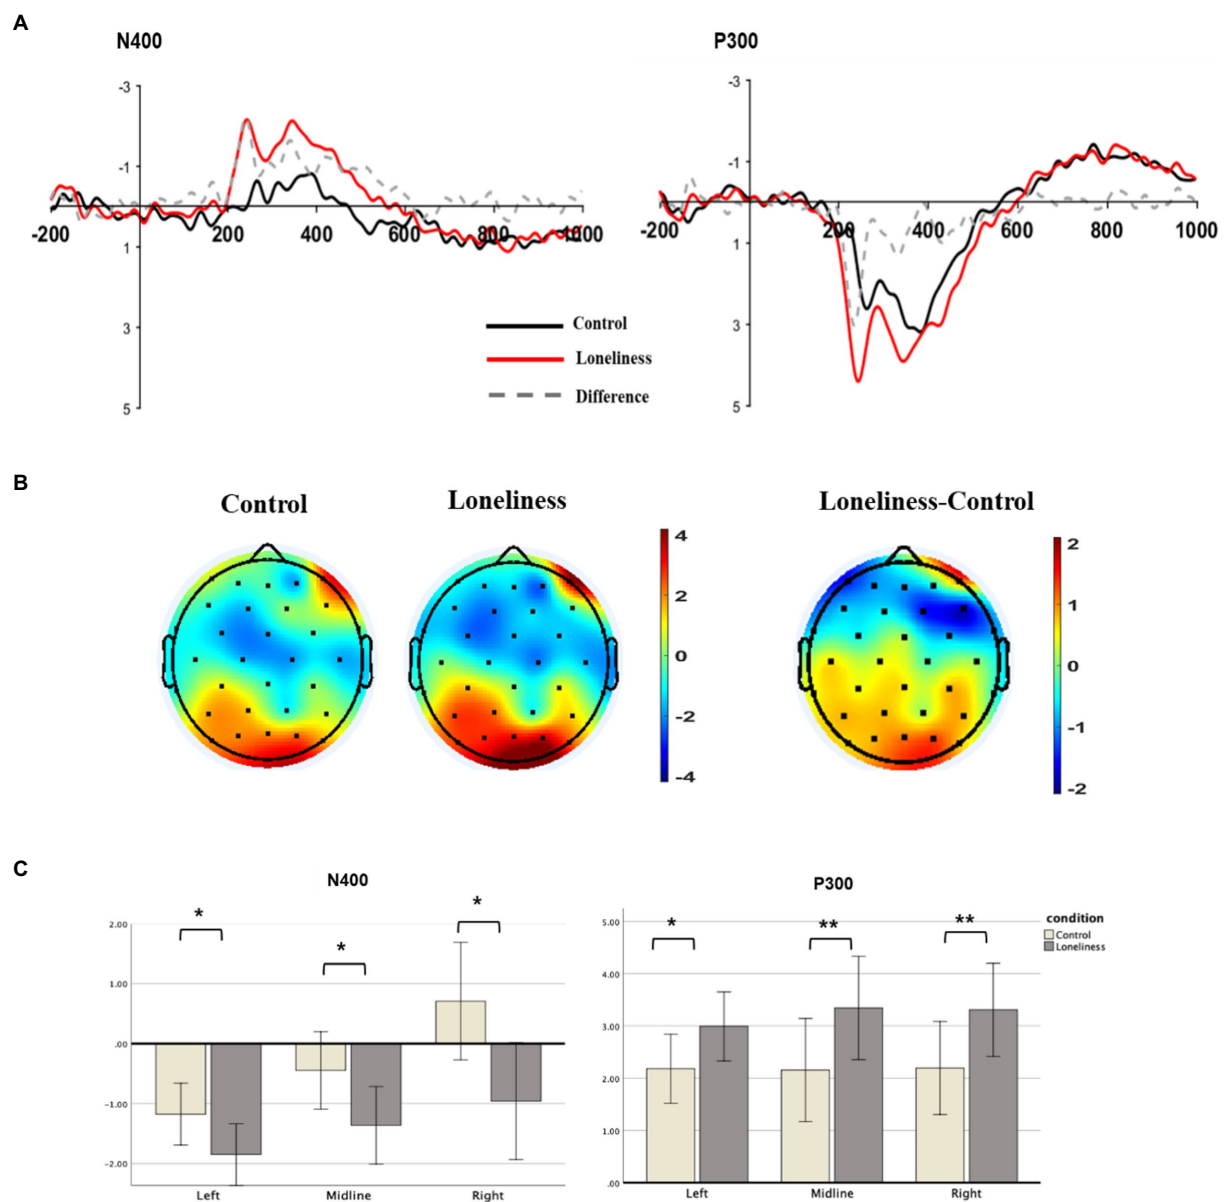 A
N400
P300
-3
-1
-200
200
400
600
800
1000
1
3
5
-3
-1
-200
200
400
600
800
1000
1
3
5
Control
Loneliness
Difference
B
Control
Loneliness
Loneliness-Control
4
2
0
-2
-4
2
1
0
-1
-2
C
N400
P300
2.00
1.00
.00
-1.00
-2.00
*
*
*
Left
Midline
Right
5.00
4.00
3.00
2.00
1.00
.00
*
**
**
Left
Midline
Right
condition
Control
Loneliness